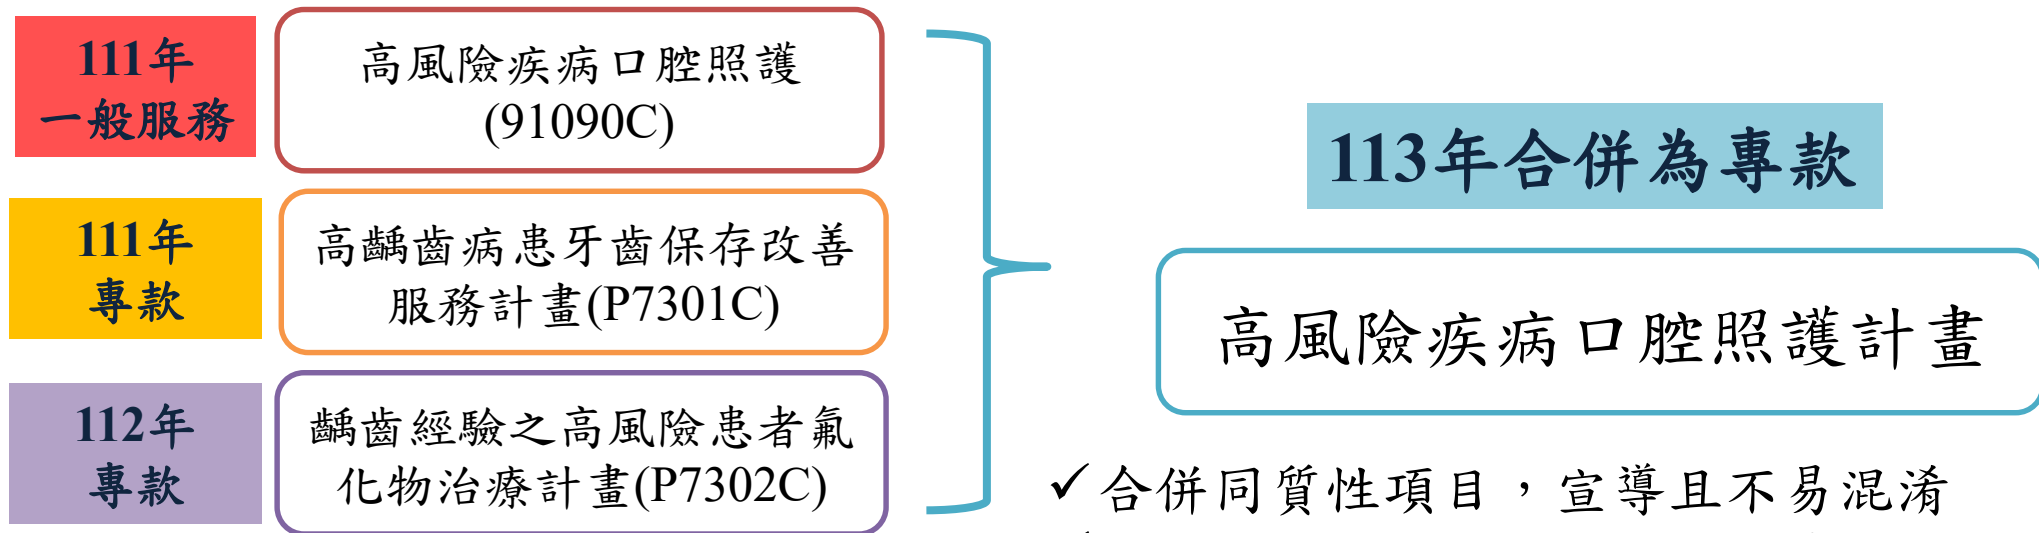 111年
一般服務
高風險疾病口腔照護
(91090C)
111年
專款
高齲齒病患牙齒保存改善
服務計畫(P7301C)
112年
專款
齲齒經驗之高風險患者氟
化物治療計畫(P7302C)
113年合併為專款
高風險疾病口腔照護計畫
✓合併同質性項目，宣導且不易混淆